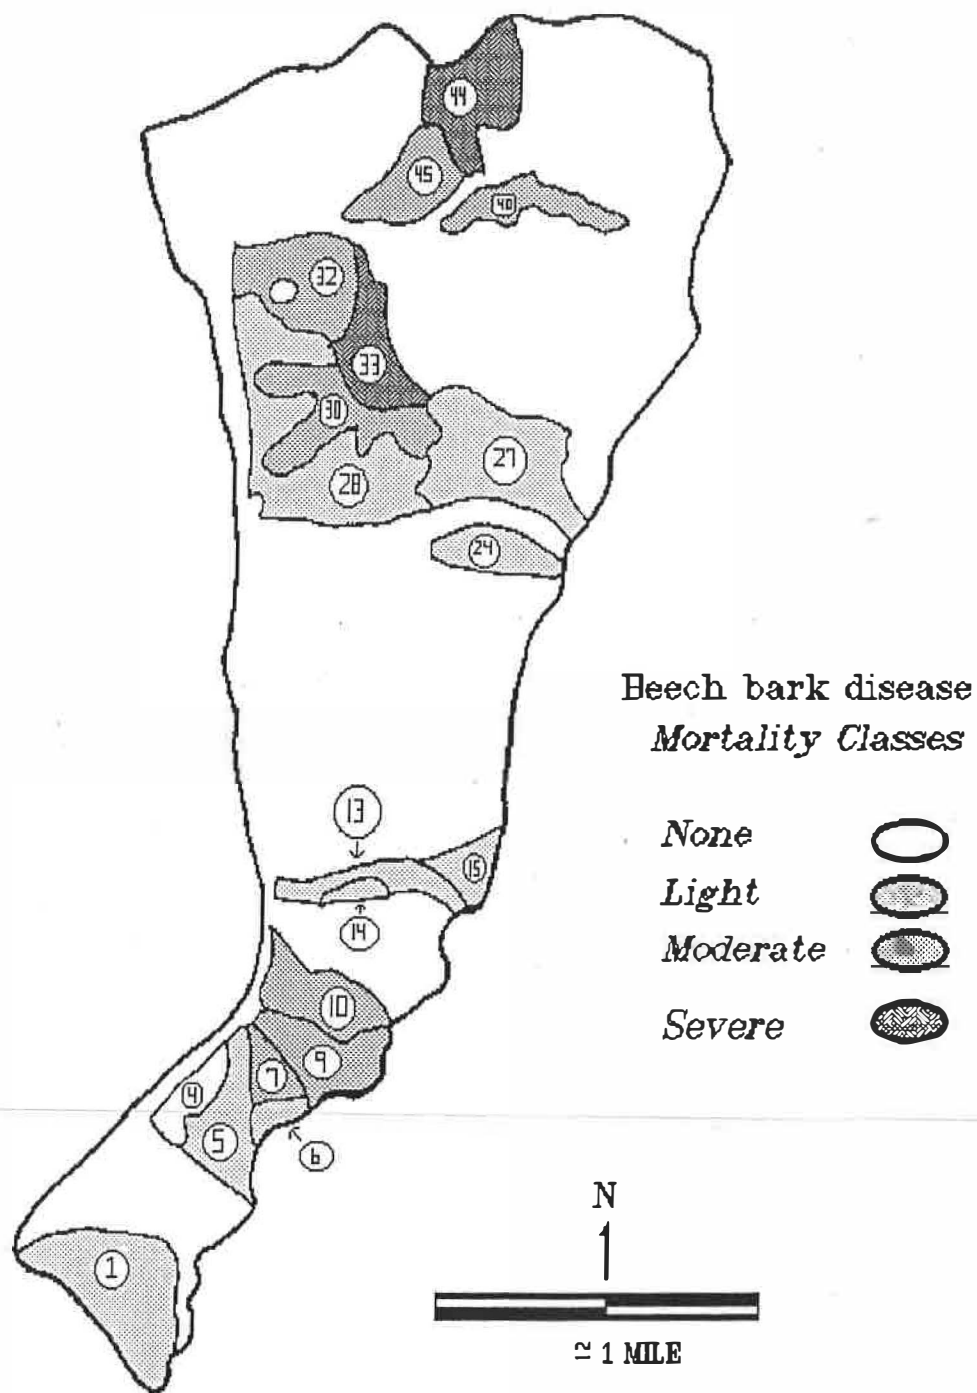 44
45
40
32
33
30
27
28
24
Beech bark disease
Mortality Classes
13
None
15
Light
14
Moderate
10
Severe
9
7
4
5
6
N
1
≃ 1 MILE